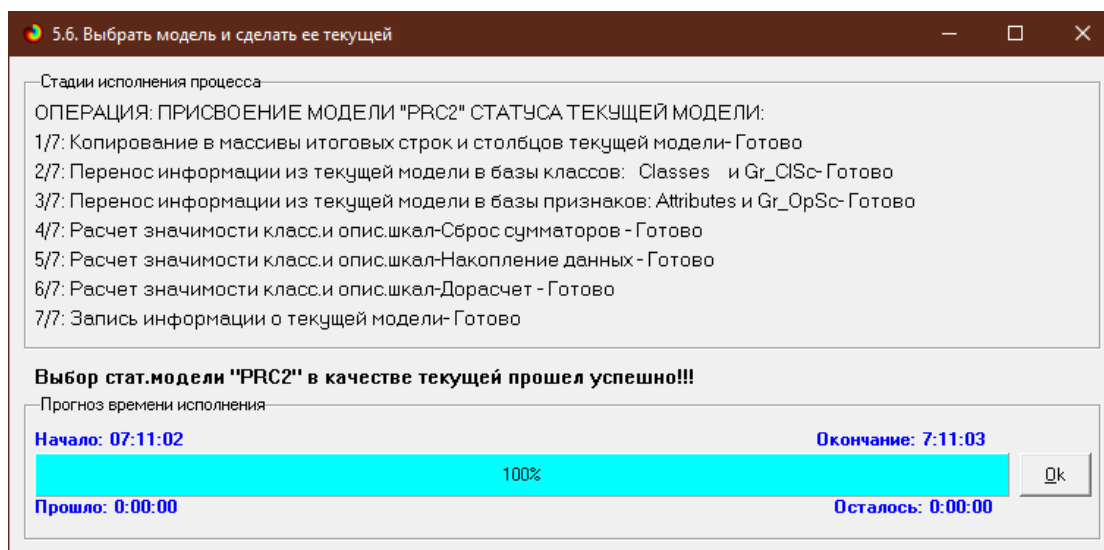 5.6. Выбрать модель и сделать ее текущей
Стадии исполнения процесса
ОПЕРАЦИЯ: ПРИСВОЕНИЕ МОДЕЛИ "PRC2" СТАТУСА ТЕКУЩЕЙ МОДЕЛИ:
1/7: Копирование в массивы итоговых строк и столбцов текущей модели- Готово
2/7: Перенос информации из текущей модели в базы классов: Classes и Gr_ClSc- Готово
3/7: Перенос информации из текущей модели в базы признаков: Attributes и Gr_OpSc- Готово
4/7: Расчет значимости класс.и опис.шкал-Сброс сумматоров - Готово
5/7: Расчет значимости класс.и опис.шкал-Накопление данных - Готово
6/7: Расчет значимости класс.и опис.шкал-Дорасчет - Готово
7/7: Запись информации о текущей модели- Готово
Выбор стат.модели "PRC2" в качестве текущей прошел успешно!!!
Прогноз времени исполнения
Начало: 07:11:02 Окончание: 7:11:03
100% Ok
Прошло: 0:00:00 Осталось: 0:00:00